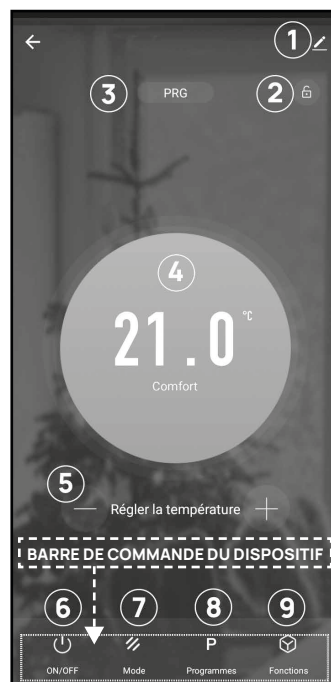 1
3 PRG 2
4
21.0 °C
Comfort
5
Régler la température
BARRE DE COMMANDE DU DISPOSITIF
6 7 8 9
P
ON/OFF Mode Programmes Fonctions